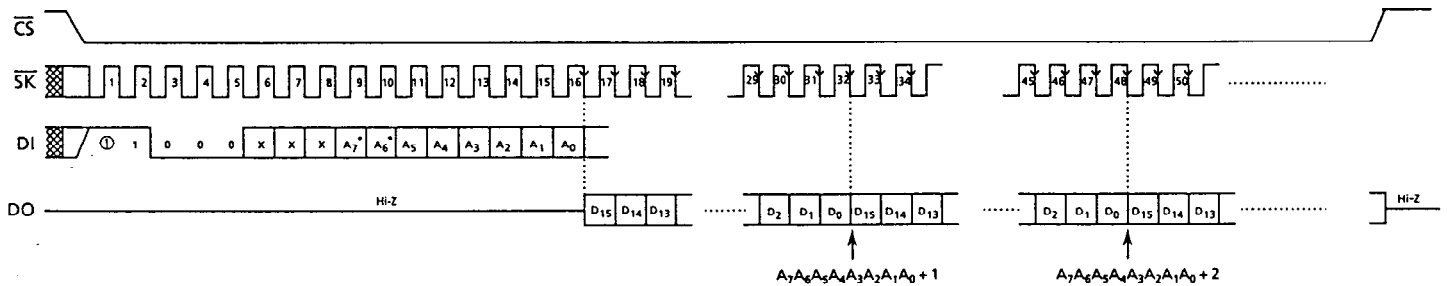 CS
SK 1 2 3 4 5 6 7 8 9 10 11 12 13 14 15 16 17 18 19 29 30 31 32 33 34 45 46 47 48 49 50
DI ① 1 0 0 0 X X X A7* A6* A5 A4 A3 A2 A1 A0
DO Hi-Z D15 D14 D13 D2 D1 D0 D15 D14 D13 D2 D1 D0 D15 D14 D13 Hi-Z
A7A6A5A4A3A2A1A0 + 1 A7A6A5A4A3A2A1A0 + 2